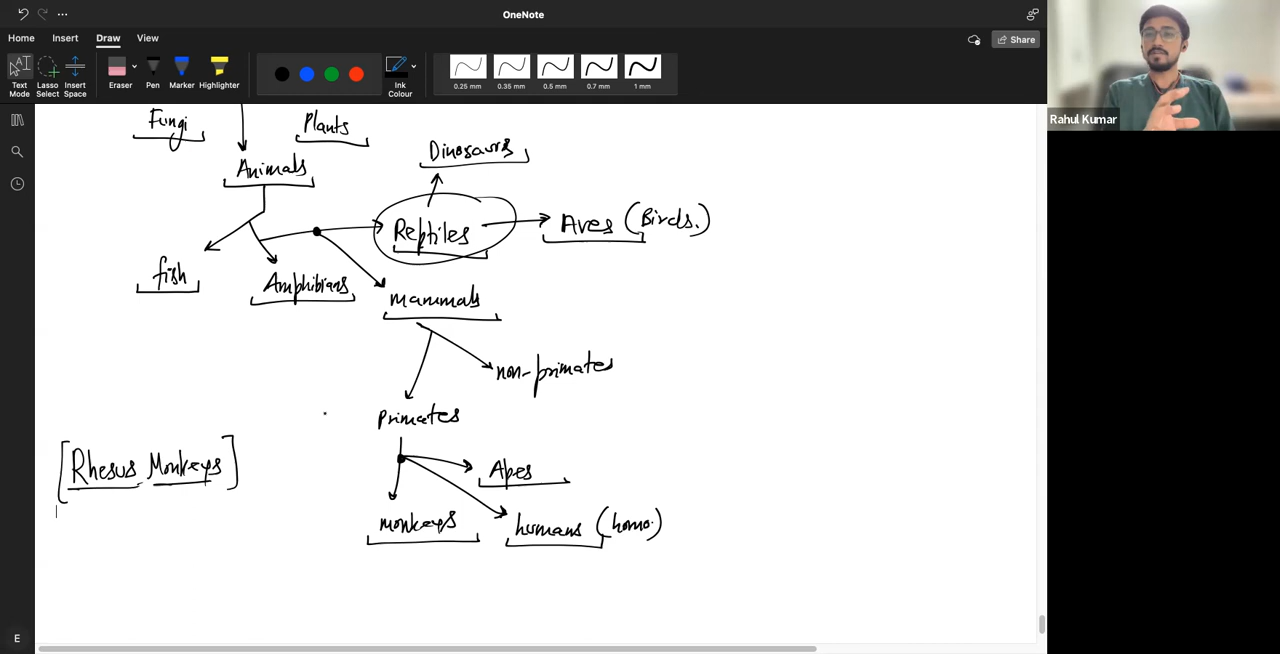 OneNote
Home Insert Draw View
Share
Text Mode
Lasso Select
Insert Space
Eraser
Pen
Marker
Highlighter
Ink Colour
0.25 mm 0.35 mm 0.5 mm 0.7 mm 1 mm
Rahul Kumar
Fungi Plants
Dinosaurs
Animals
Reptiles Aves (Birds.)
fish Amphibians mammals
non-primates
Primates
[Rhesus Monkeys] Apes
monkeys humans (homo.)
E